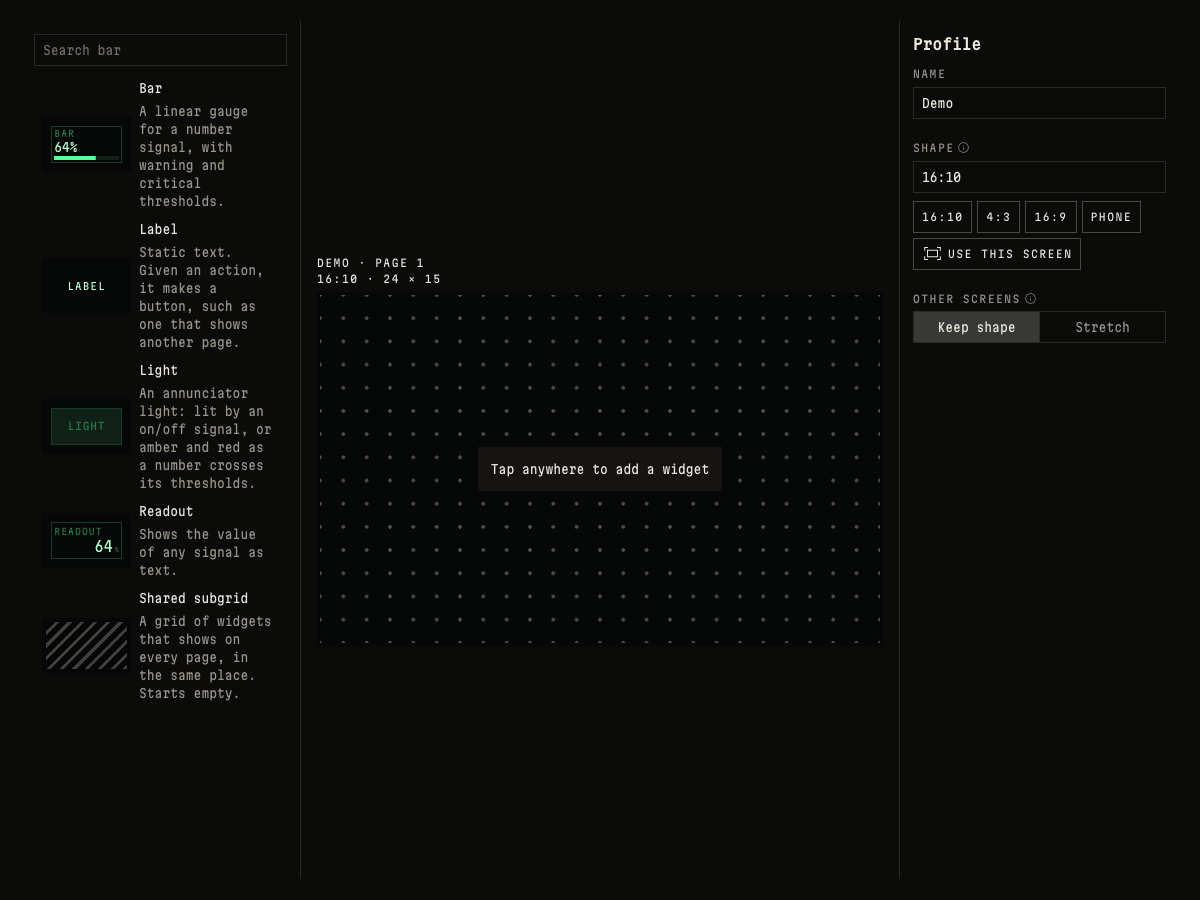 Search bar
Bar
A linear gauge
for a number
signal, with
warning and
critical
thresholds.
BAR
64%
Label
Static text.
Given an action,
it makes a
button, such as
one that shows
another page.
LABEL
Light
An annunciator
light: lit by an
on/off signal, or
amber and red as
a number crosses
its thresholds.
LIGHT
Readout
Shows the value
of any signal as
text.
READOUT
64%
Shared subgrid
A grid of widgets
that shows on
every page, in
the same place.
Starts empty.
DEMO · PAGE 1
16:10 · 24 × 15
Tap anywhere to add a widget
Profile
NAME
Demo
SHAPE
16:10
16:10 4:3 16:9 PHONE
USE THIS SCREEN
OTHER SCREENS
Keep shape Stretch